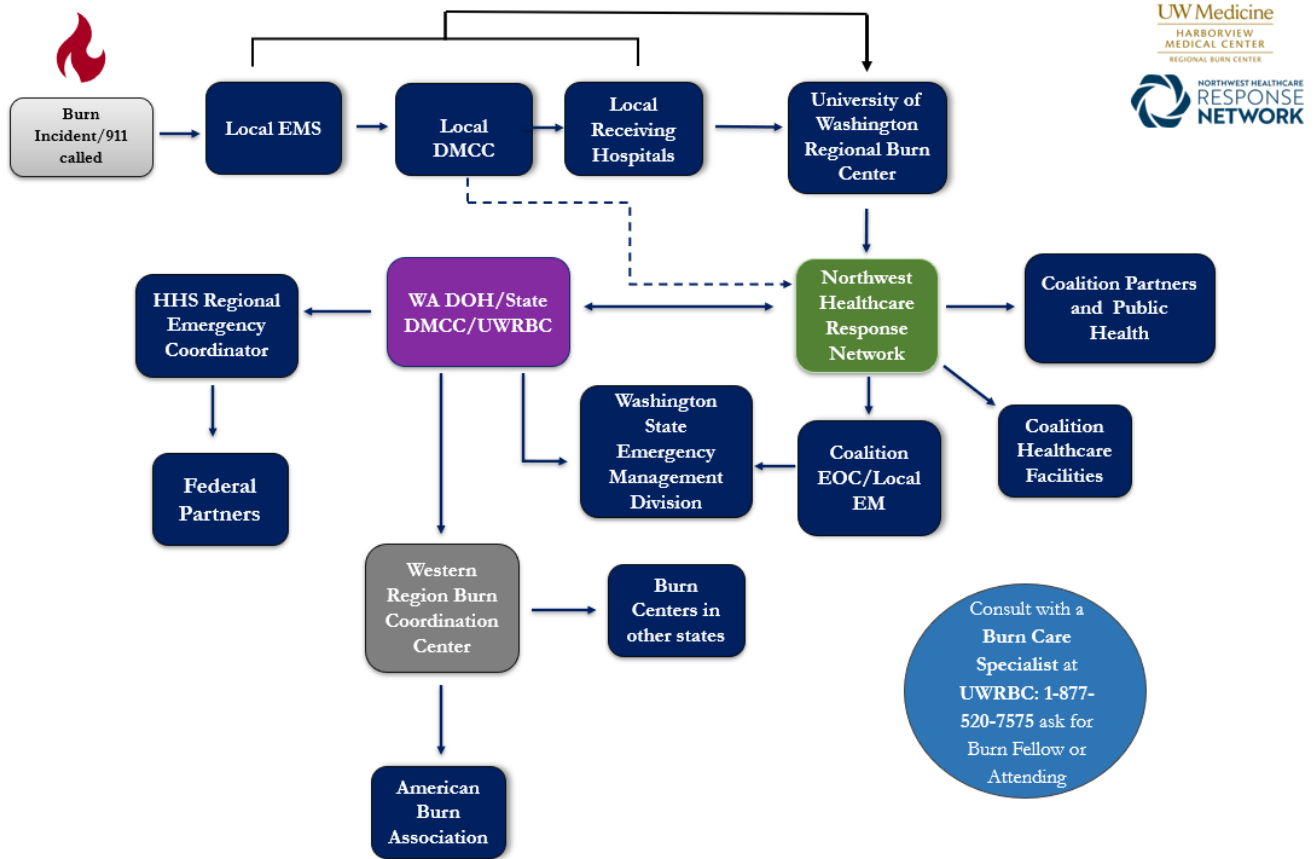 UW Medicine
HARBORVIEW
MEDICAL CENTER
REGIONAL BURN CENTER
NORTHWEST HEALTHCARE
RESPONSE
NETWORK
Burn
Incident/911
called
Local EMS
Local
DMCC
Local
Receiving
Hospitals
University of
Washington
Regional Burn
Center
HHS Regional
Emergency
Coordinator
WA DOH/State
DMCC/UWRBC
Northwest
Healthcare
Response
Network
Coalition Partners
and Public
Health
Federal
Partners
Washington
State
Emergency
Management
Division
Coalition
EOC/Local
EM
Coalition
Healthcare
Facilities
Western
Region Burn
Coordination
Center
Burn
Centers in
other states
American
Burn
Association
Consult with a
Burn Care
Specialist at
UWRBC: 1-877-
520-7575 ask for
Burn Fellow or
Attending